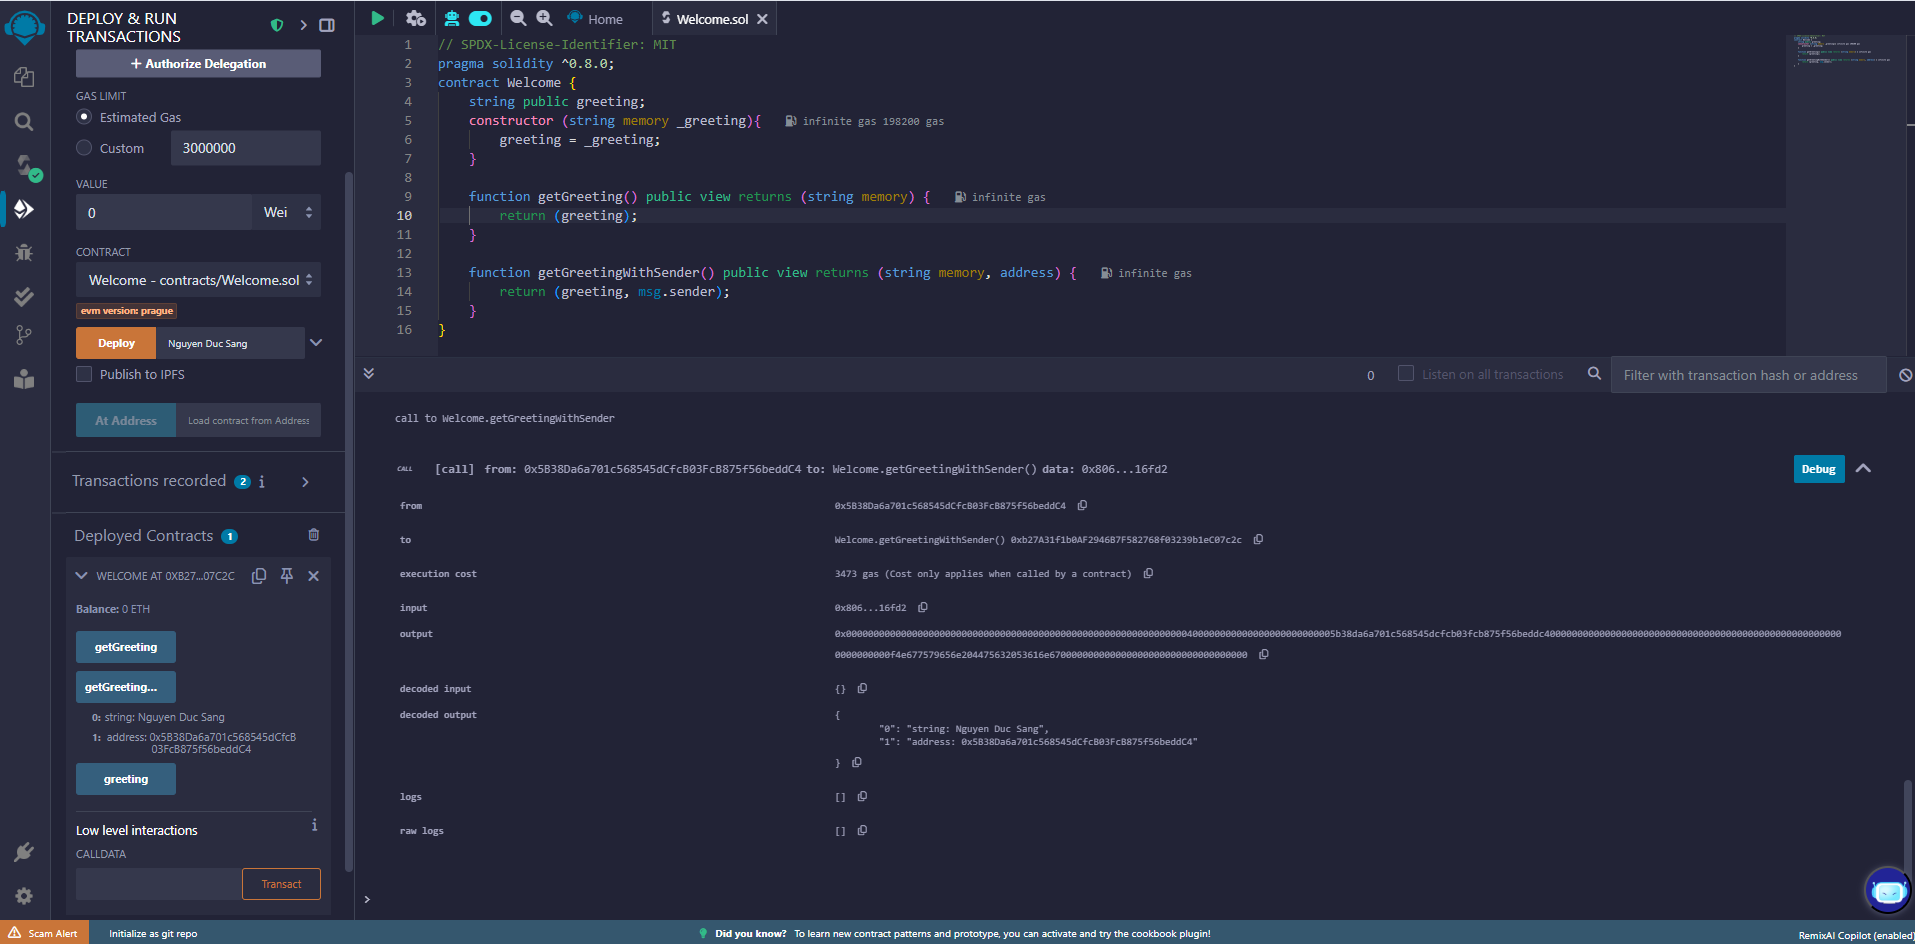 DEPLOY & RUN
TRANSACTIONS
+ Authorize Delegation
GAS LIMIT
Estimated Gas
Custom
3000000
VALUE
0
Wei
CONTRACT
Welcome - contracts/Welcome.sol
evm version: prague
Deploy
Nguyen Duc Sang
Publish to IPFS
At Address
Load contract from Address
Transactions recorded 2 i
Deployed Contracts 1
WELCOME AT 0XB27...07C2C
Balance: 0 ETH
getGreeting
getGreeting...
0: string: Nguyen Duc Sang
1: address: 0x5B38Da6a701c568545dCfcB
03FcB875f56beddC4
greeting
Low level interactions
i
CALLDATA
Transact
Home
Welcome.sol
1 // SPDX-License-Identifier: MIT
2 pragma solidity ^0.8.0;
3 contract Welcome {
4 string public greeting;
5 constructor (string memory _greeting){ infinite gas 198200 gas
6 greeting = _greeting;
7 }
8
9 function getGreeting() public view returns (string memory) { infinite gas
10 return (greeting);
11 }
12
13 function getGreetingWithSender() public view returns (string memory, address) { infinite gas
14 return (greeting, msg.sender);
15 }
16 }
0
Listen on all transactions
Filter with transaction hash or address
call to Welcome.getGreetingWithSender
CALL [call] from: 0x5B38Da6a701c568545dCfcB03FcB875f56beddC4 to: Welcome.getGreetingWithSender() data: 0x806...16fd2
Debug
from 0x5B38Da6a701c568545dCfcB03FcB875f56beddC4
to Welcome.getGreetingWithSender() 0xb27A31f1b0AF2946B7F582768f03239b1eC07c2c
execution cost 3473 gas (Cost only applies when called by a contract)
input 0x806...16fd2
output
decoded input {}
decoded output {
"0": "string: Nguyen Duc Sang",
"1": "address: 0x5B38Da6a701c568545dCfcB03FcB875f56beddC4"
}
logs []
raw logs []
>
Scam Alert
Initialize as git repo
Did you know? To learn new contract patterns and prototype, you can activate and try the cookbook plugin!
RemixAI Copilot (enabled)